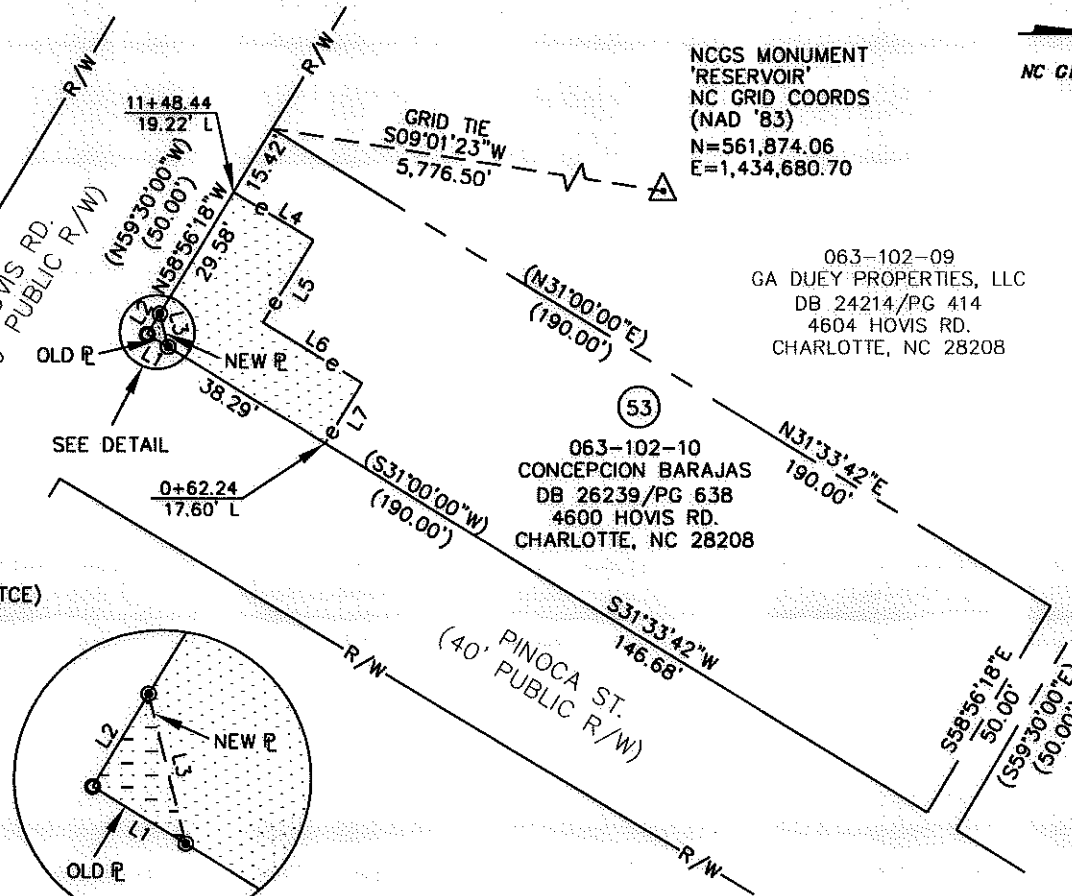 R/W
R/W
11+48.44
19.22' L
GRID TIE
S09°01'23"W
5,776.50'
NCGS MONUMENT
'RESERVOIR'
NC GRID COORDS
(NAD '83)
N=561,874.06
E=1,434,680.70
NC
15.42'
(N59°30'00"W)
(50.00')
N58°56'18"W
29.58'
e
L4
L5
e
L6
e
L7
e
L2
L3
L1
RD.
PUBLIC R/W)
OLD PL
NEW PL
SEE DETAIL
38.29'
0+62.24
17.60' L
(N31°00'00"E)
(190.00')
063-102-09
GA DUEY PROPERTIES, LLC
DB 24214/PG 414
4604 HOVIS RD.
CHARLOTTE, NC 28208
53
063-102-10
CONCEPCION BARAJAS
DB 26239/PG 638
4600 HOVIS RD.
CHARLOTTE, NC 28208
N31°33'42"E
190.00'
(S31°00'00"W)
(190.00')
S31°33'42"W
146.68'
TCE)
R/W
PINOCA ST.
(40' PUBLIC R/W)
S58°56'18"E
50.00'
(S59°30'00"E)
(50.00')
R/W
L2
L3
L1
NEW PL
OLD PL